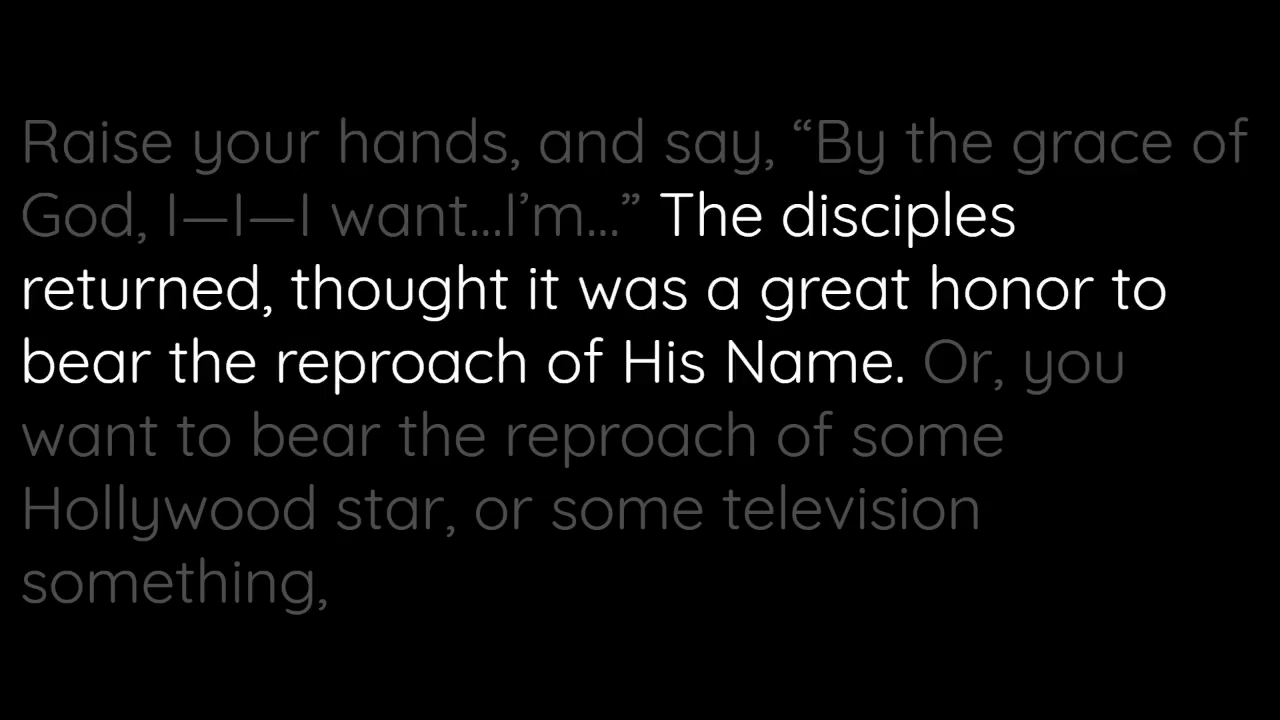 Raise your hands, and say, “By the grace of
God, I—I—I want...I’m...” The disciples
returned, thought it was a great honor to
bear the reproach of His Name. Or, you
want to bear the reproach of some
Hollywood star, or some television
something,